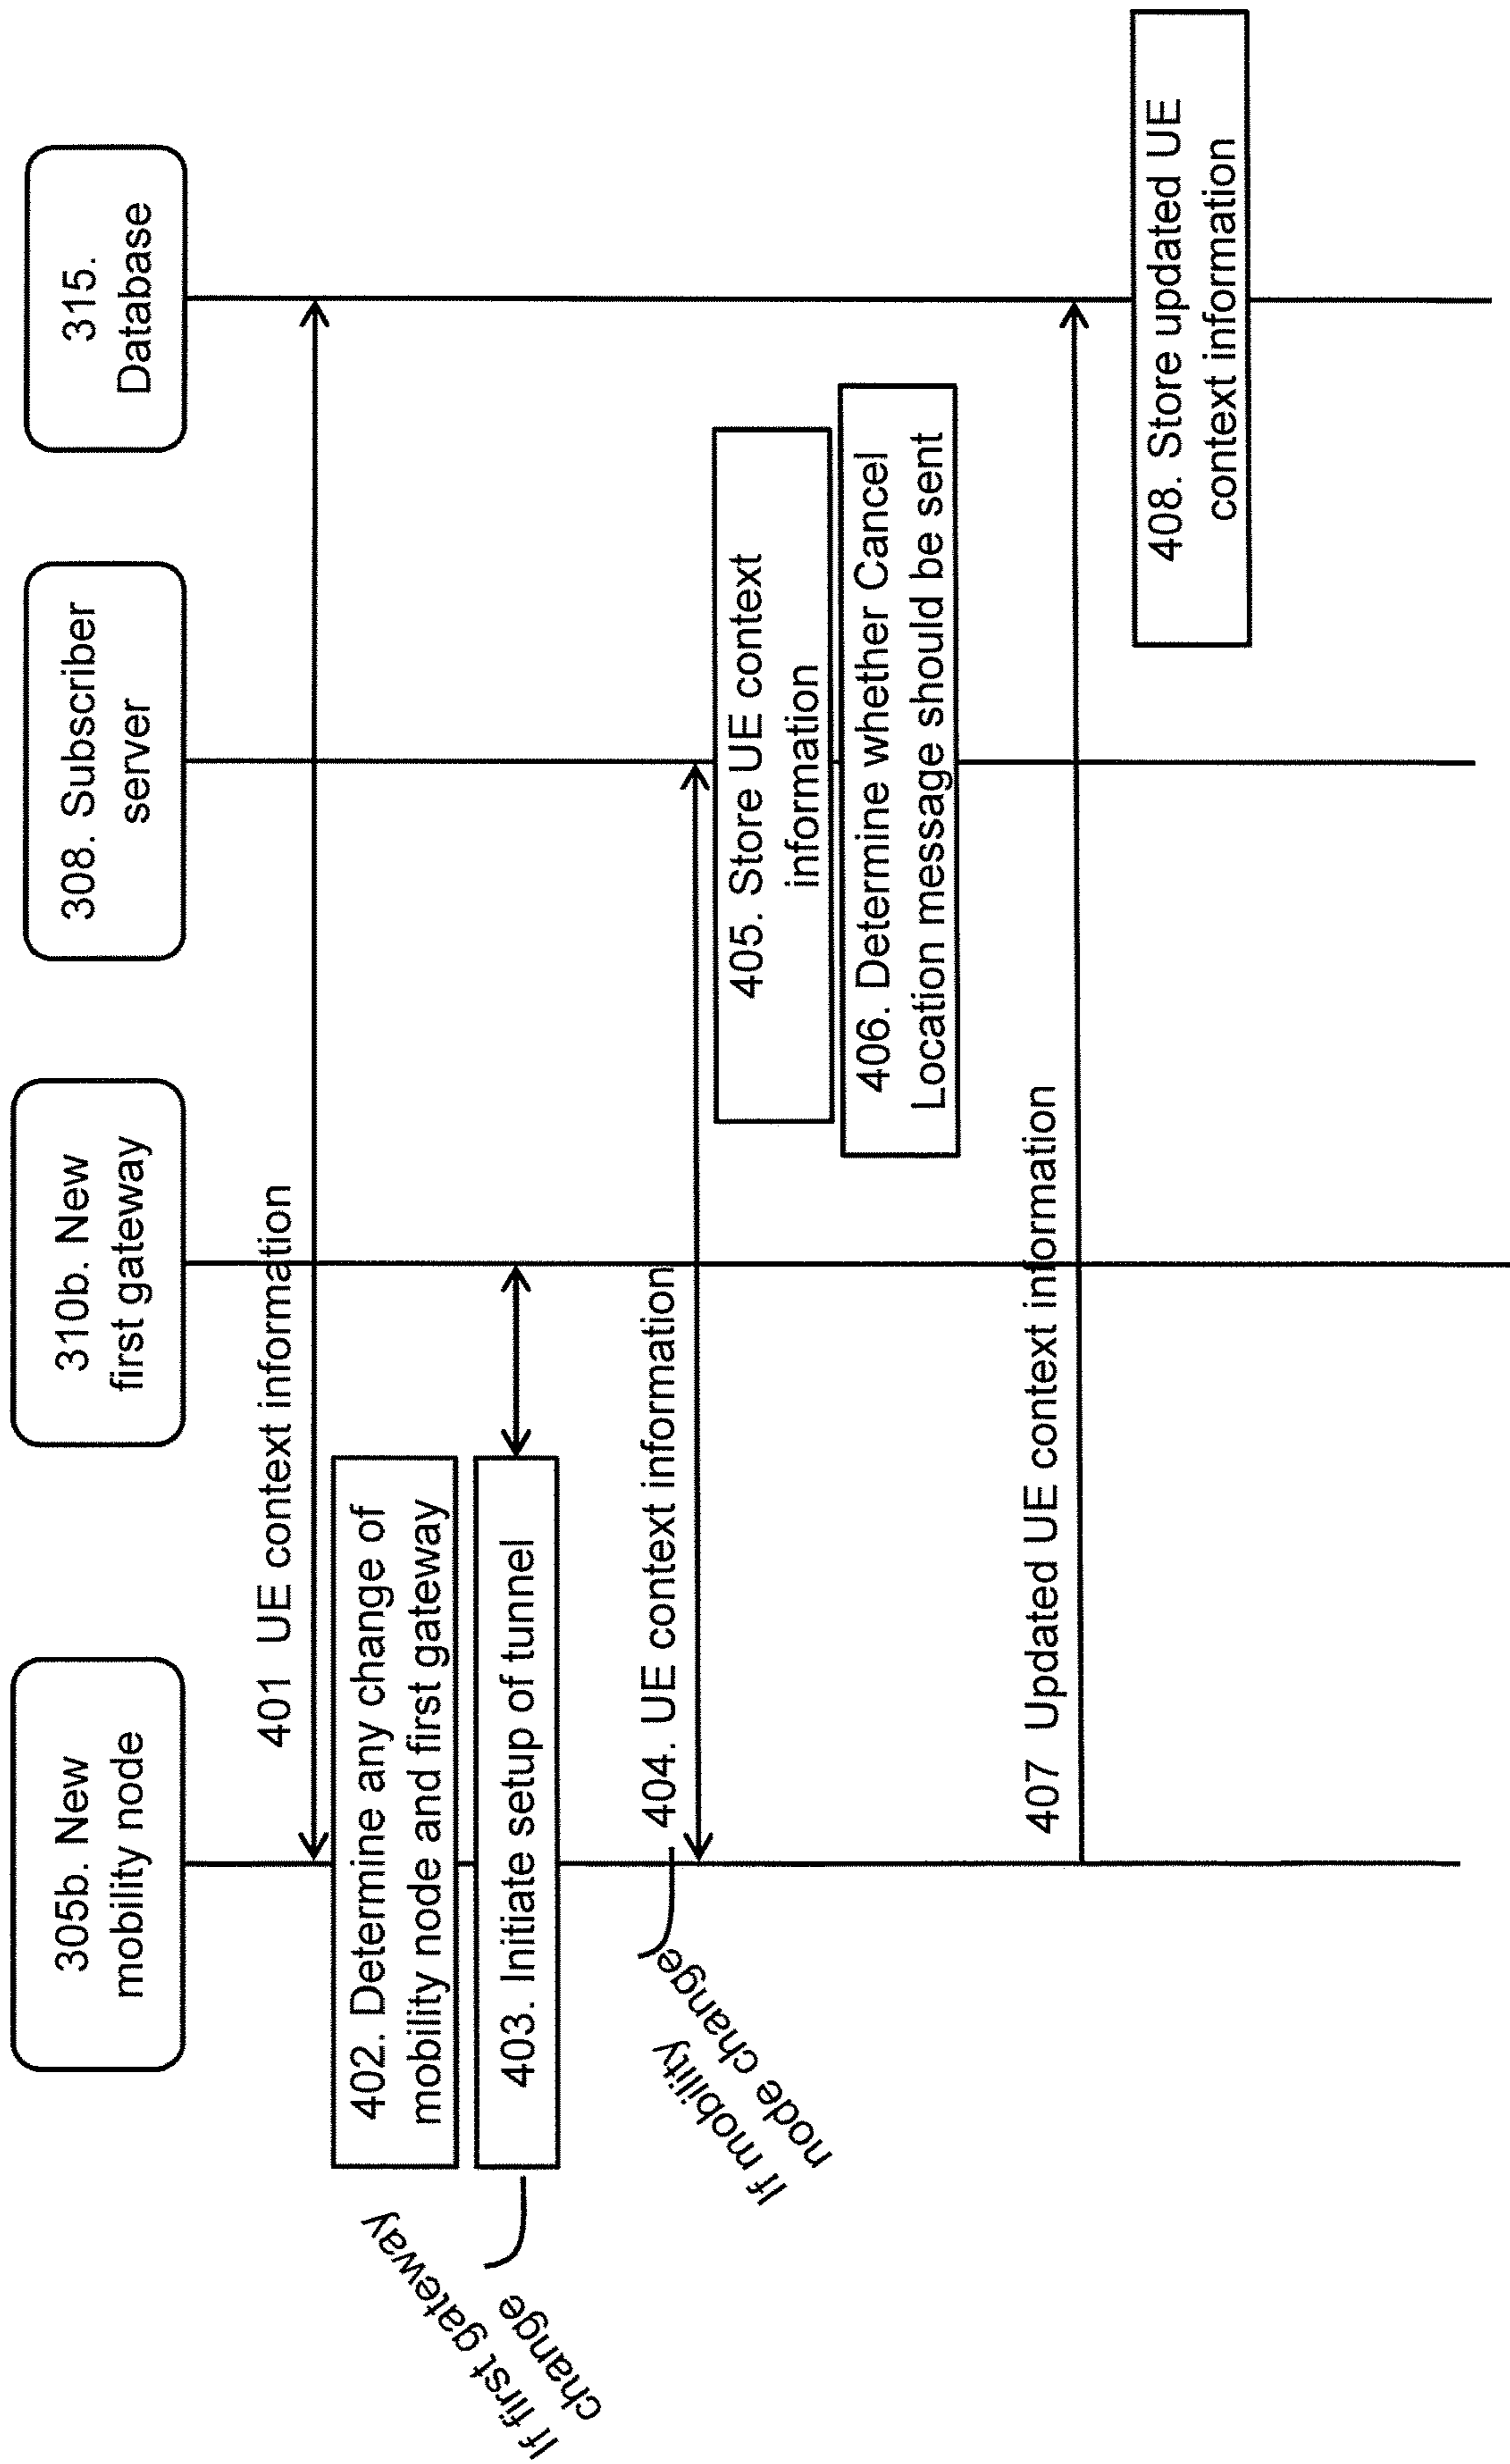 305b. New
mobility node
310b. New
first gateway
308. Subscriber
server
315.
Database
401 UE context information
402. Determine any change of
mobility node and first gateway
If first gateway
change
403. Initiate setup of tunnel
If mobility
node change
404. UE context information
405. Store UE context
information
406. Determine whether Cancel
Location message should be sent
407 Updated UE context information
408. Store updated UE
context information